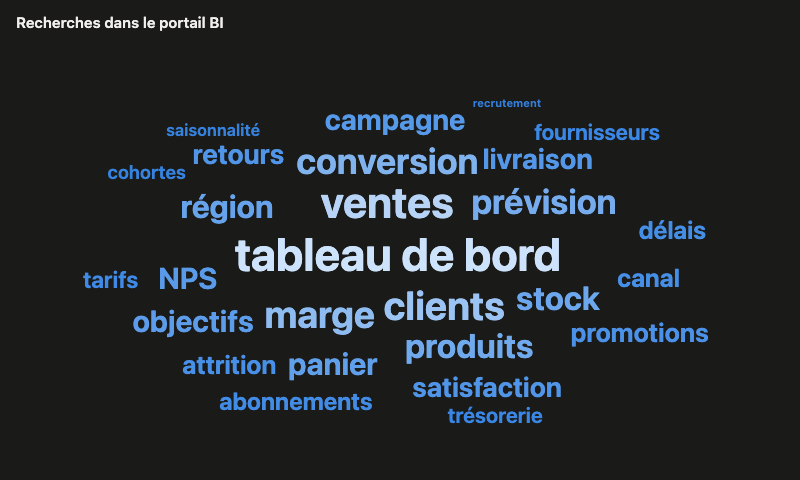 Recherches dans le portail BI
recrutement
campagne
saisonnalité
fournisseurs
retours
conversion
livraison
cohortes
région
ventes
prévision
délais
tableau de bord
tarifs
NPS
canal
objectifs
marge
clients
stock
promotions
produits
attrition
panier
satisfaction
abonnements
trésorerie